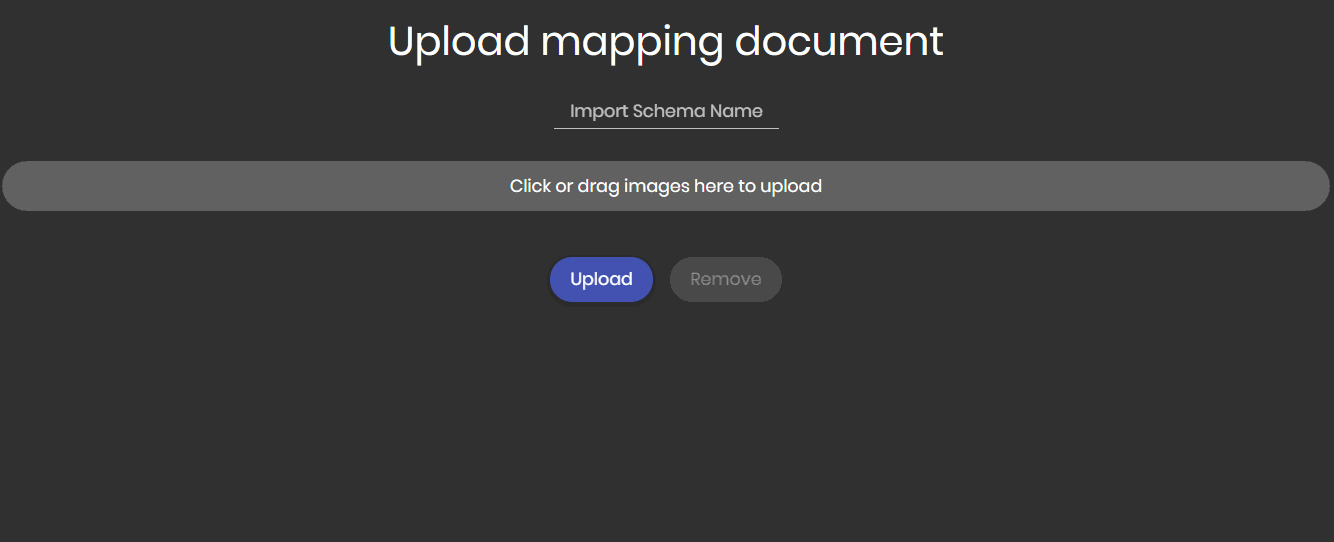 Upload mapping document
Import Schema Name
Click or drag images here to upload
Upload Remove